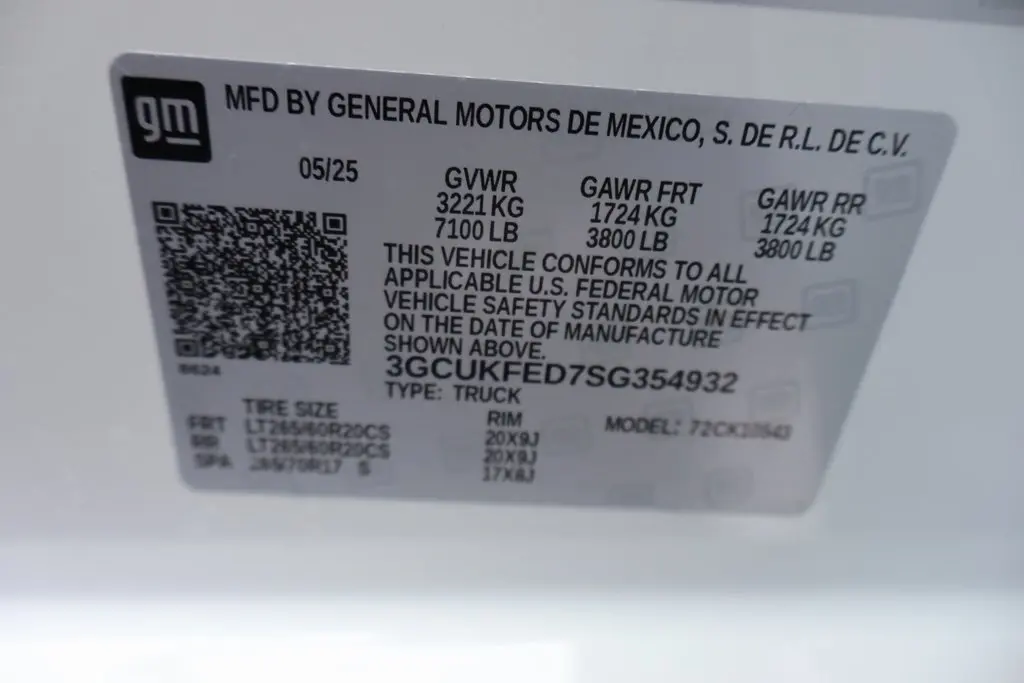 gm
MFD BY GENERAL MOTORS DE MEXICO, S. DE R.L. DE C.V.
05/25
GVWR
3221 KG
7100 LB
GAWR FRT
1724 KG
3800 LB
GAWR RR
1724 KG
3800 LB
THIS VEHICLE CONFORMS TO ALL
APPLICABLE U.S. FEDERAL MOTOR
VEHICLE SAFETY STANDARDS IN EFFECT
ON THE DATE OF MANUFACTURE
SHOWN ABOVE.
3GCUKFED7SG354932
TYPE: TRUCK
TIRE SIZE RIM MODEL:
FRT LT265/60R20CS 20X9J
RR LT265/60R20CS 20X9J
SPA 17X8J